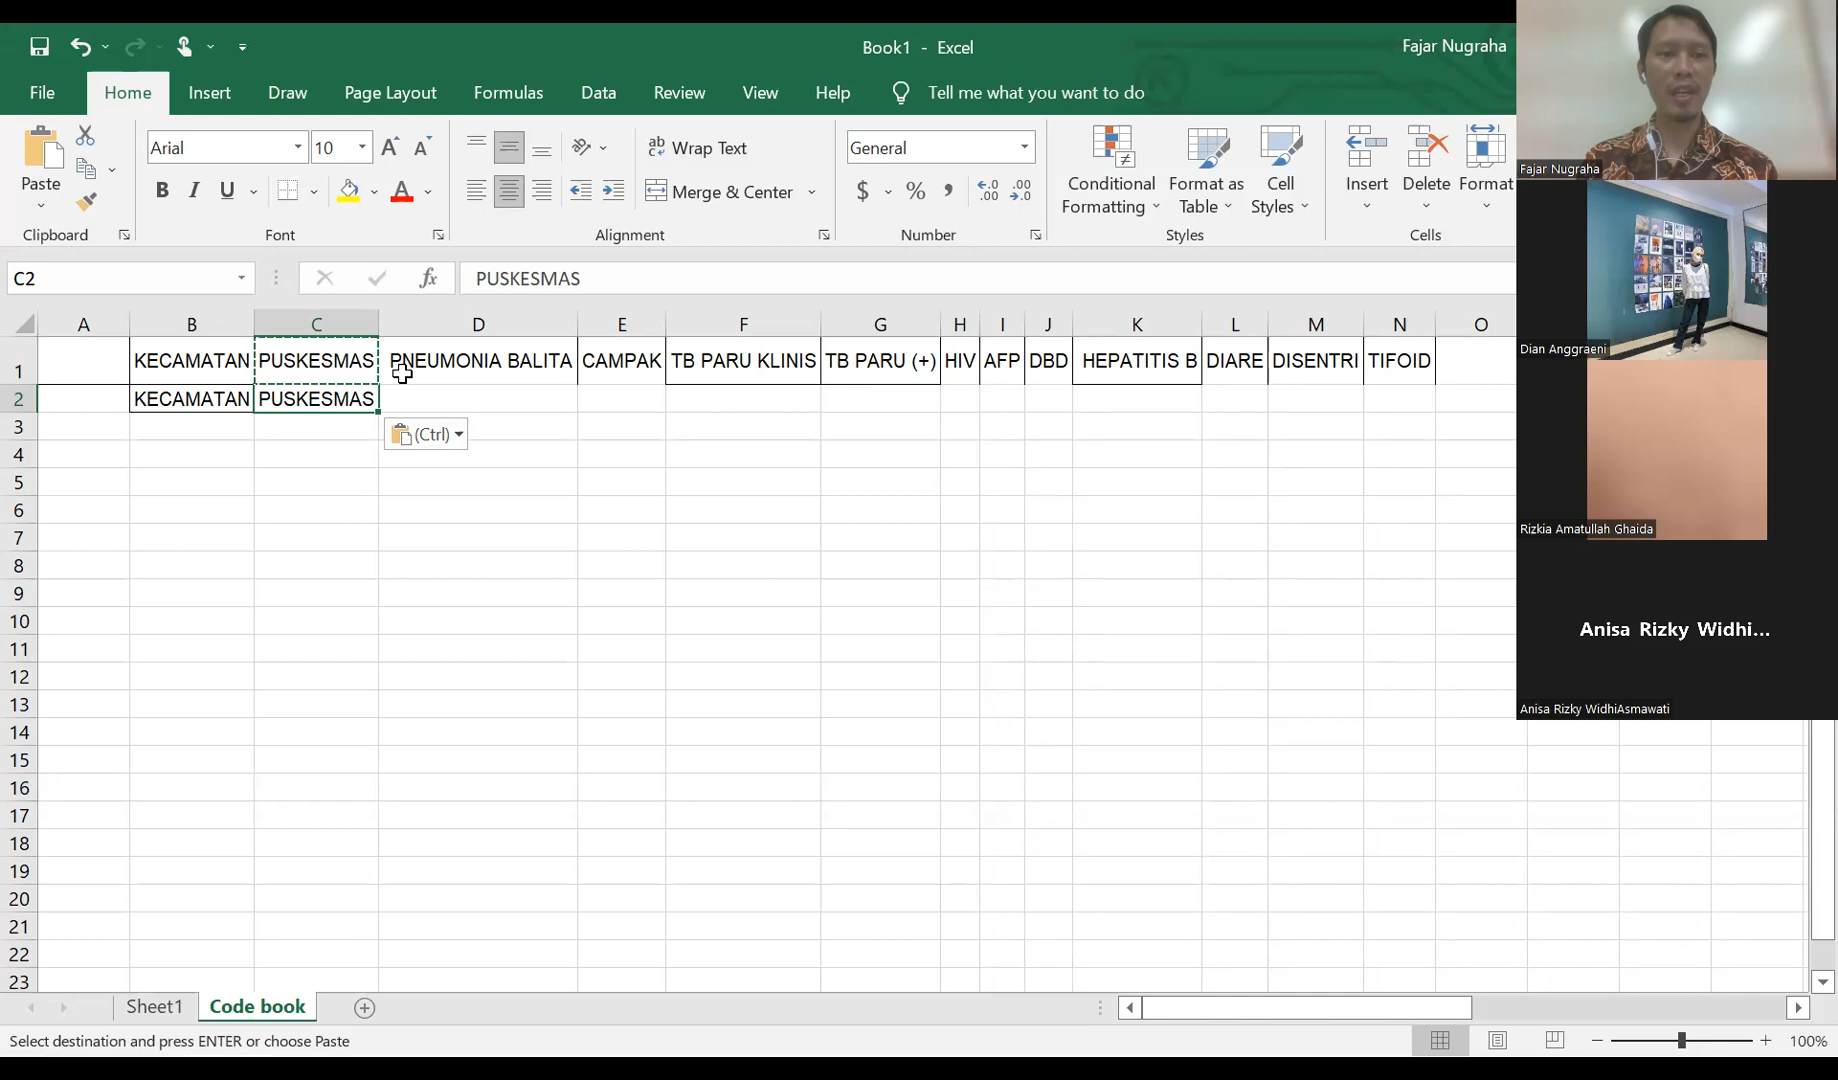 Book1 - Excel
Fajar Nugraha
File Home Insert Draw Page Layout Formulas Data Review View Help Tell me what you want to do
Paste
Clipboard
Arial 10
B I U A
Font
ab Wrap Text
Merge & Center
Alignment
General
$ % , .0 .00 .00 .0
Number
Conditional Formatting
Format as Table
Cell Styles
Styles
Insert Delete Format
Cells
C2 fx PUSKESMAS
A B C D E F G H I J K L M N O
1 KECAMATAN PUSKESMAS PNEUMONIA BALITA CAMPAK TB PARU KLINIS TB PARU (+) HIV AFP DBD HEPATITIS B DIARE DISENTRI TIFOID
2 KECAMATAN PUSKESMAS
3
(Ctrl)
4
5
6
7
8
9
10
11
12
13
14
15
16
17
18
19
20
21
22
23
Sheet1 Code book
Select destination and press ENTER or choose Paste
100%
Fajar Nugraha
Dian Anggraeni
Rizkia Amatullah Ghaida
Anisa Rizky Widhi...
Anisa Rizky WidhiAsmawati